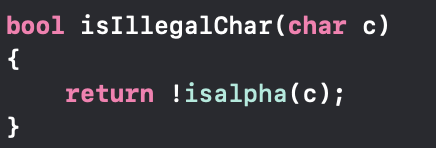 bool isIllegalChar(char c)
{
    return !isalpha(c);
}